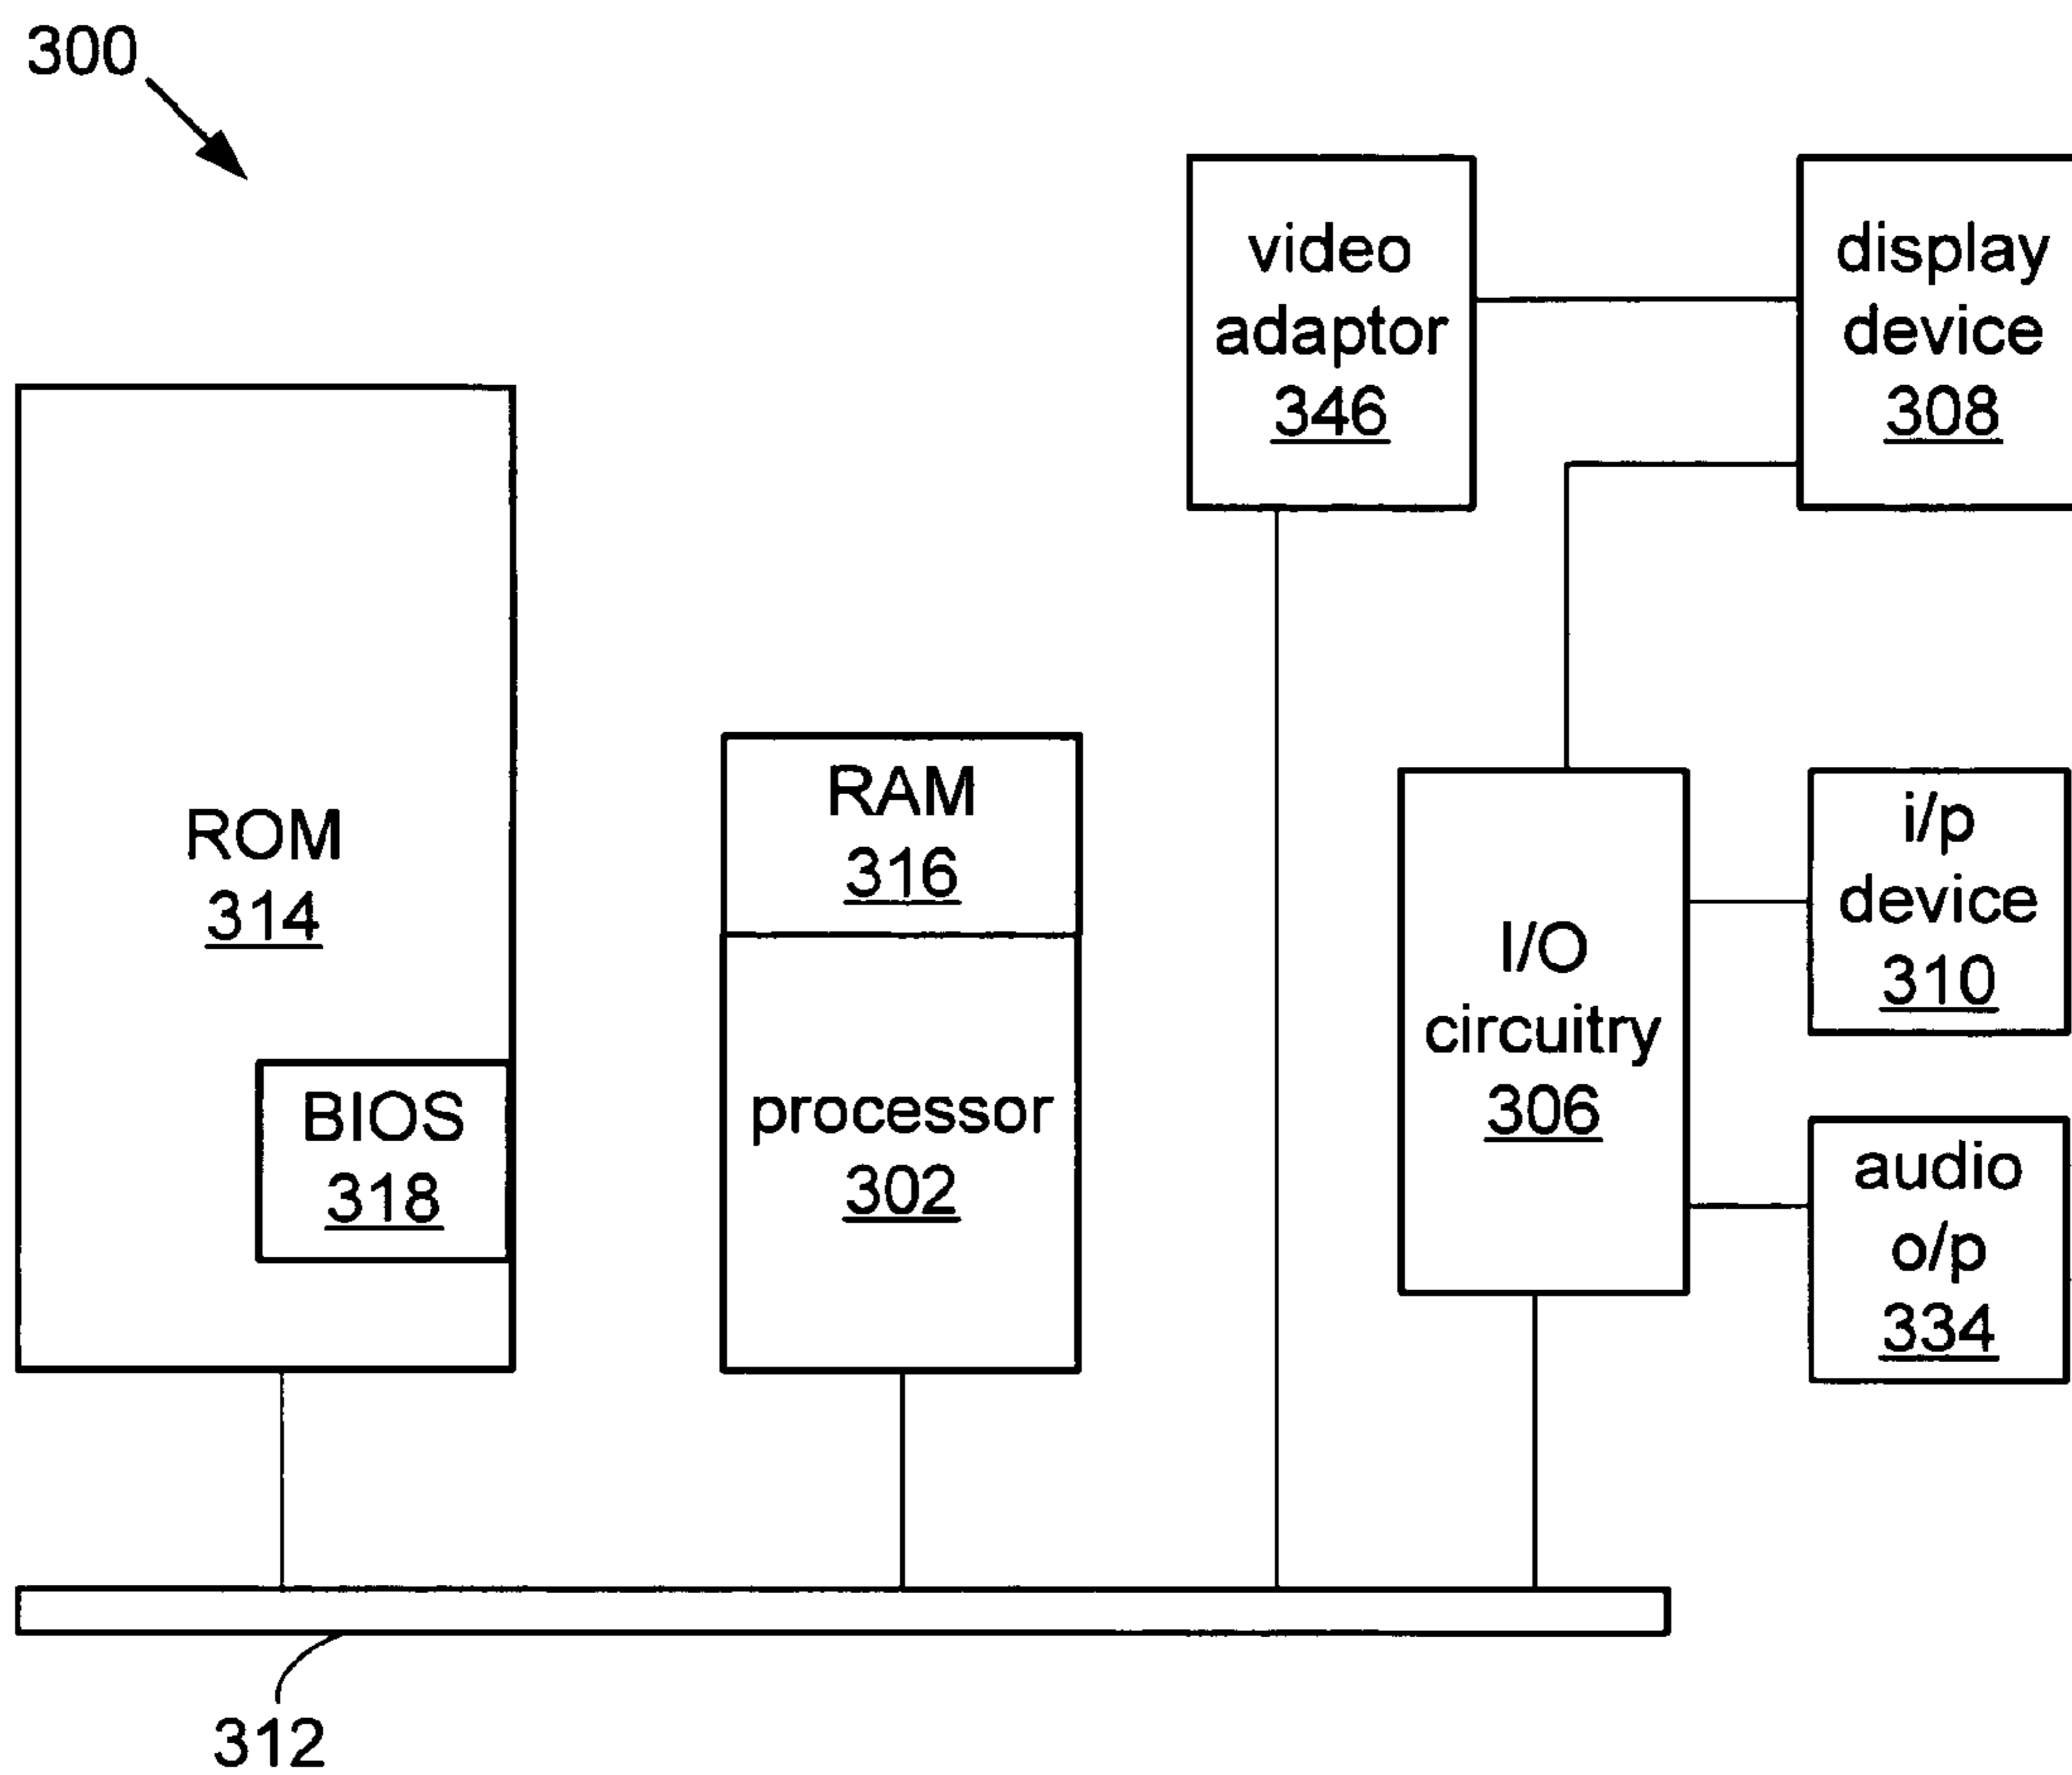 300
video
adaptor
346
display
device
308
ROM
314
BIOS
318
RAM
316
processor
302
I/O
circuitry
306
i/p
device
310
audio
o/p
334
312